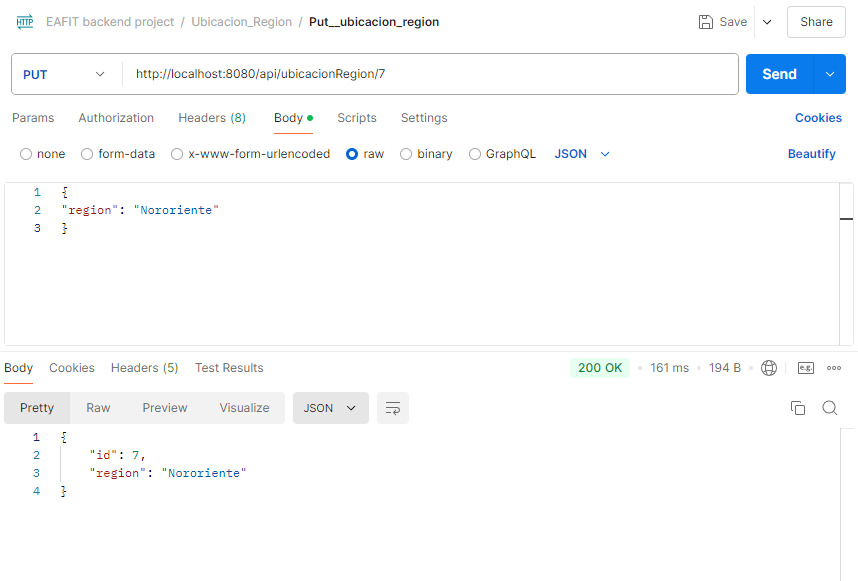 HTTP EAFIT backend project / Ubicacion_Region / Put__ubicacion_region Save Share
PUT http://localhost:8080/api/ubicacionRegion/7 Send
Params Authorization Headers (8) Body Scripts Settings Cookies
none form-data x-www-form-urlencoded raw binary GraphQL JSON Beautify
1 {
2 "region": "Nororiente"
3 }
Body Cookies Headers (5) Test Results 200 OK 161 ms 194 B e.g.
Pretty Raw Preview Visualize JSON
1 {
2 "id": 7,
3 "region": "Nororiente"
4 }